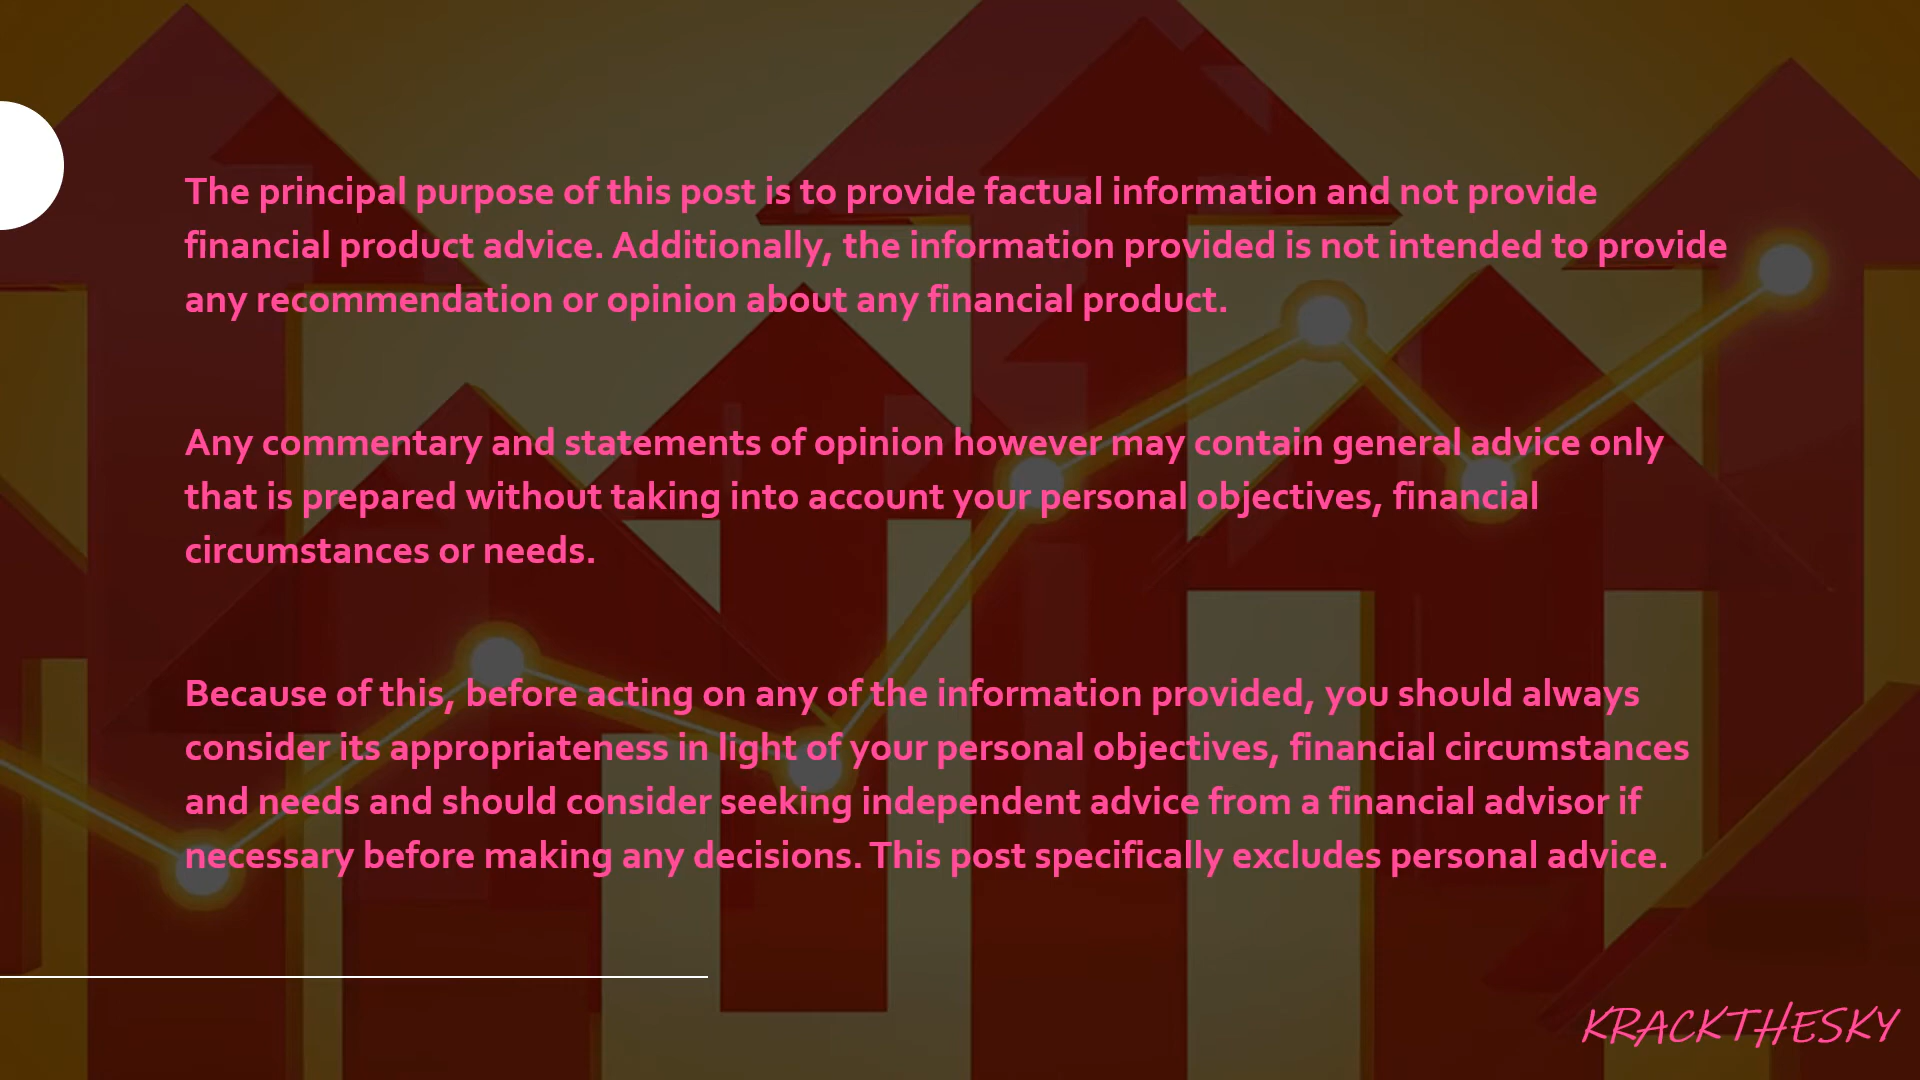 The principal purpose of this post is to provide factual information and not provide
financial product advice. Additionally, the information provided is not intended to provide
any recommendation or opinion about any financial product.
Any commentary and statements of opinion however may contain general advice only
that is prepared without taking into account your personal objectives, financial
circumstances or needs.
Because of this, before acting on any of the information provided, you should always
consider its appropriateness in light of your personal objectives, financial circumstances
and needs and should consider seeking independent advice from a financial advisor if
necessary before making any decisions. This post specifically excludes personal advice.
KRACKTHESKY